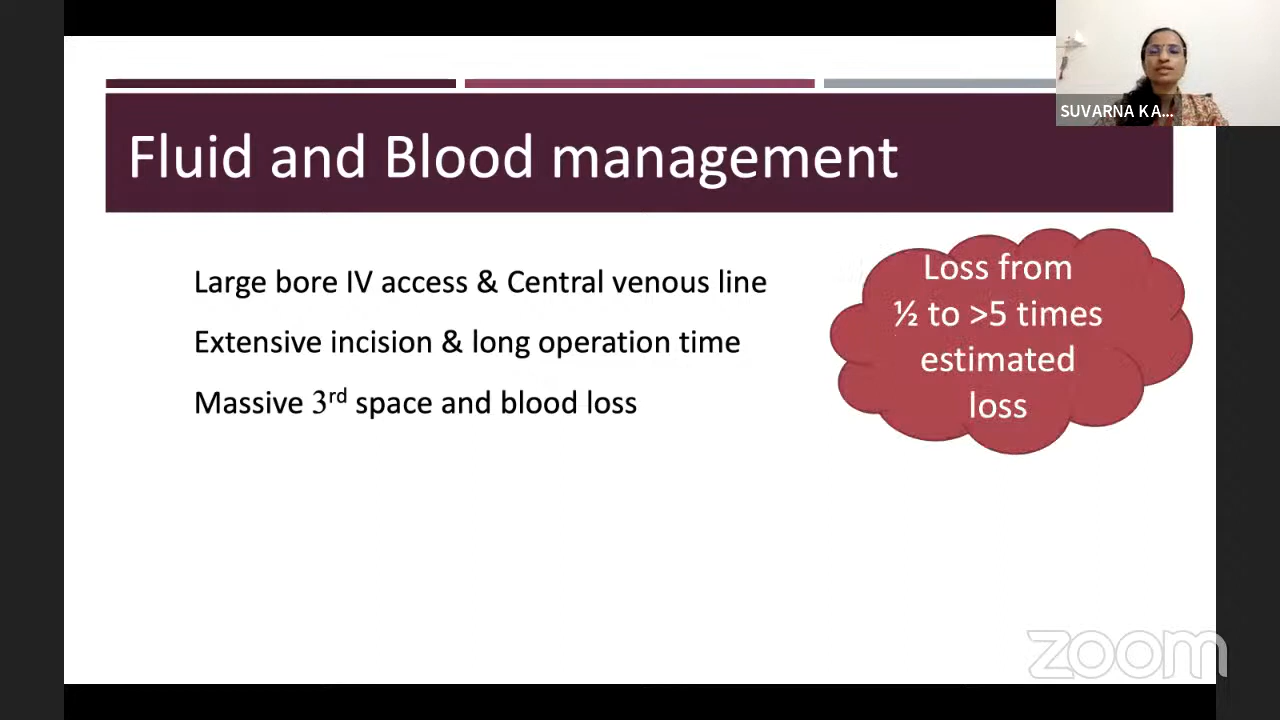 SUVARNA K A...
Fluid and Blood management
Large bore IV access & Central venous line
Extensive incision & long operation time
Massive 3rd space and blood loss
Loss from
½ to >5 times
estimated
loss
zoom